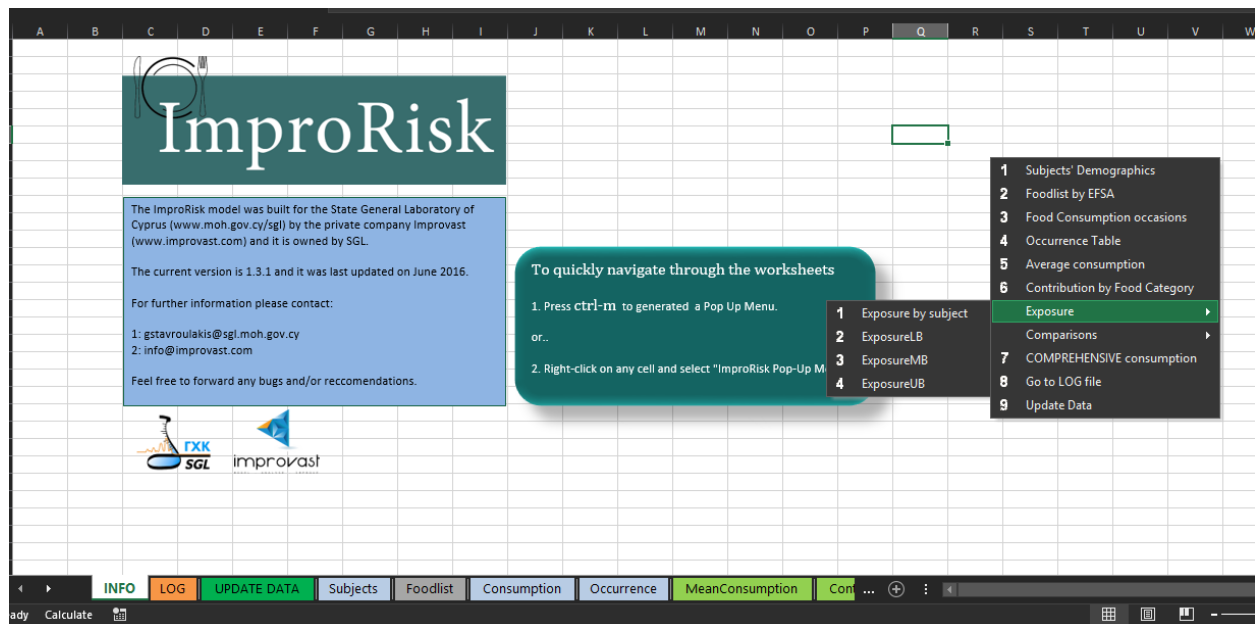 A B C D E F G H I J K L M N O P Q R S T U V W
ImproRisk
The ImproRisk model was built for the State General Laboratory of
Cyprus (www.moh.gov.cy/sgl) by the private company Improvast
(www.improvast.com) and it is owned by SGL.
The current version is 1.3.1 and it was last updated on June 2016.
For further information please contact:
1: gstavroulakis@sgl.moh.gov.cy
2: info@improvast.com
Feel free to forward any bugs and/or reccomendations.
ΓΧΚ
SGL
improvast
To quickly navigate through the worksheets
1. Press ctrl-m to generated a Pop Up Menu.
or..
2. Right-click on any cell and select "ImproRisk Pop-Up M
1 Exposure by subject
2 ExposureLB
3 ExposureMB
4 ExposureUB
1 Subjects' Demographics
2 Foodlist by EFSA
3 Food Consumption occasions
4 Occurrence Table
5 Average consumption
6 Contribution by Food Category
Exposure
Comparisons
7 COMPREHENSIVE consumption
8 Go to LOG file
9 Update Data
INFO LOG UPDATE DATA Subjects Foodlist Consumption Occurrence MeanConsumption Cont ...
ady Calculate